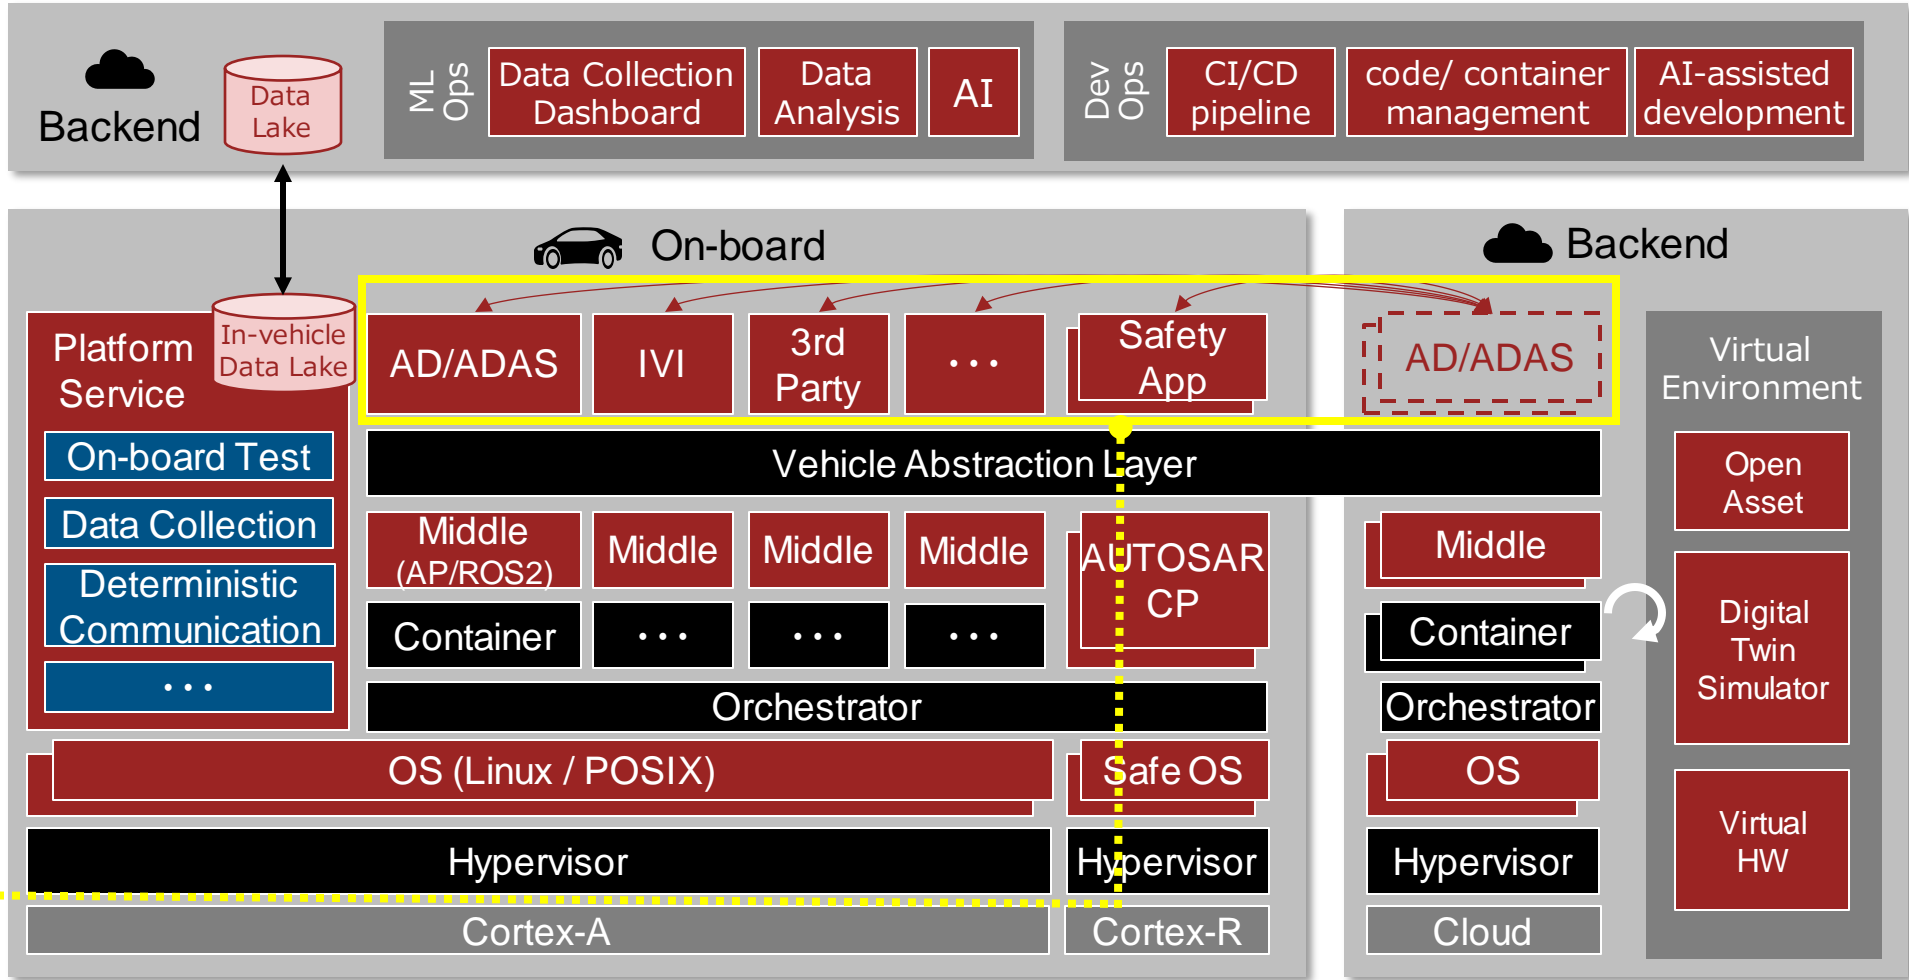 Backend
Data
Lake
ML
Ops
Data Collection
Dashboard
Data
Analysis
AI
Dev
Ops
CI/CD
pipeline
code/ container
management
AI-assisted
development
On-board
Platform
Service
In-vehicle
Data Lake
On-board Test
Data Collection
Deterministic
Communication
...
AD/ADAS
IVI
3rd
Party
...
Safety
App
Vehicle Abstraction Layer
Middle
(AP/ROS2)
Middle
Middle
Middle
AUTOSAR
CP
Container
...
...
...
Orchestrator
OS (Linux / POSIX)
Safe OS
Hypervisor
Hypervisor
Cortex-A
Cortex-R
Backend
AD/ADAS
Middle
Container
Orchestrator
OS
Hypervisor
Cloud
Virtual
Environment
Open
Asset
Digital
Twin
Simulator
Virtual
HW